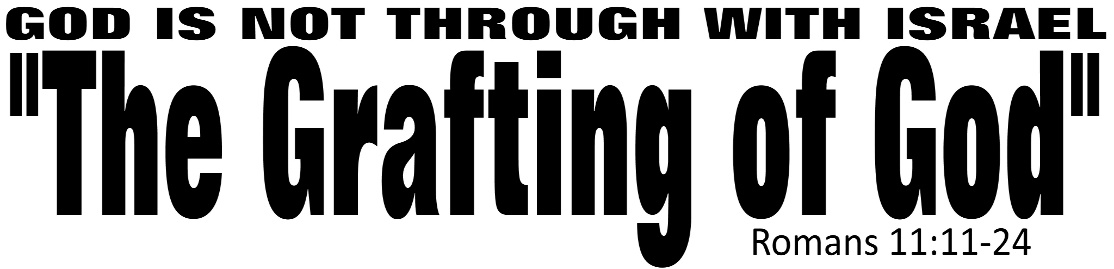 GOD IS NOT THROUGH WITH ISRAEL
"The Grafting of God"
Romans 11:11-24